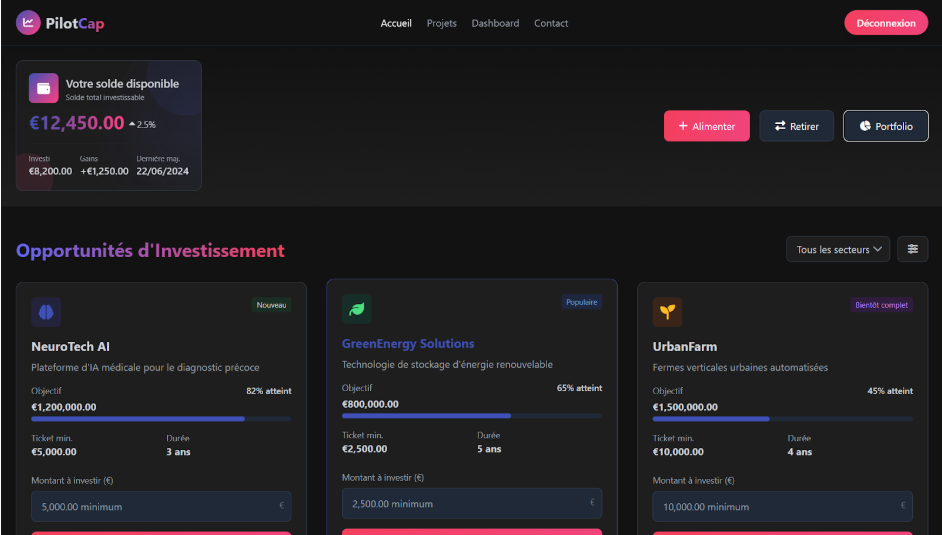 PilotCap
Accueil Projets Dashboard Contact
Déconnexion
Votre solde disponible
Solde total investissable
€12,450.00 2.5%
Investi Gains Dernière maj.
€8,200.00 +€1,250.00 22/06/2024
+ Alimenter
Retirer
Portfolio
Opportunités d'Investissement
Tous les secteurs
Nouveau
NeuroTech AI
Plateforme d'IA médicale pour le diagnostic précoce
Objectif 82% atteint
€1,200,000.00
Ticket min. Durée
€5,000.00 3 ans
Montant à investir (€)
5,000.00 minimum €
Populaire
GreenEnergy Solutions
Technologie de stockage d'énergie renouvelable
Objectif 65% atteint
€800,000.00
Ticket min. Durée
€2,500.00 5 ans
Montant à investir (€)
2,500.00 minimum €
Bientôt complet
UrbanFarm
Fermes verticales urbaines automatisées
Objectif 45% atteint
€1,500,000.00
Ticket min. Durée
€10,000.00 4 ans
Montant à investir (€)
10,000.00 minimum €